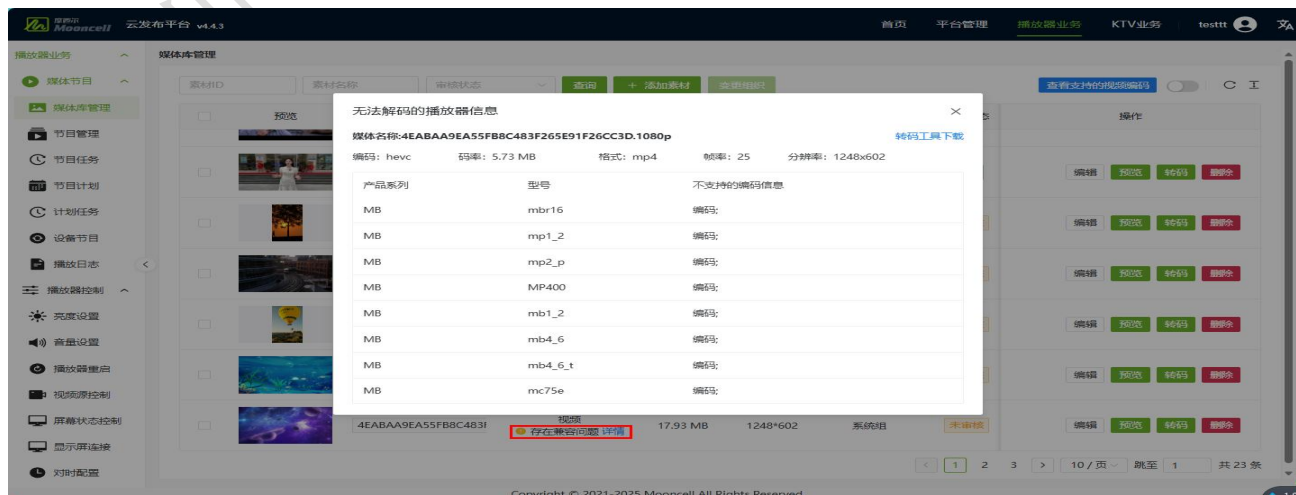 摩西尔 Mooncell 云发布平台 v4.4.3 首页 平台管理 播放器业务 KTV业务 testtt
播放器业务 媒体库管理
媒体节目 素材ID 素材名称 审核状态 查询 + 添加素材 变更组织 查看支持的视频编码
媒体库管理 预览 操作
节目管理
节目任务
节目计划
计划任务
设备节目
播放日志
播放器控制
亮度设置
音量设置
播放器重启
视频源控制
屏幕状态控制
显示屏连接
对时配置
无法解码的播放器信息
媒体名称:4EABAA9EA55FB8C483F265E91F26CC3D.1080p 转码工具下载
编码: hevc 码率: 5.73 MB 格式: mp4 帧率: 25 分辨率: 1248x602
产品系列 型号 不支持的编码信息
MB mbr16 编码;
MB mp1_2 编码;
MB mp2_p 编码;
MB MP400 编码;
MB mb1_2 编码;
MB mb4_6 编码;
MB mb4_6_t 编码;
MB mc75e 编码;
编辑 预览 转码 删除
编辑 预览 转码 删除
编辑 预览 转码 删除
编辑 预览 转码 删除
编辑 预览 转码 删除
视频
4EABAA9EA55FB8C483I 存在兼容问题 详情 17.93 MB 1248*602 系统组 未审核 编辑 预览 转码 删除
1 2 3 10 / 页 跳至 1 共 23 条
Copyright © 2021-2025 Mooncell All Rights Reserved